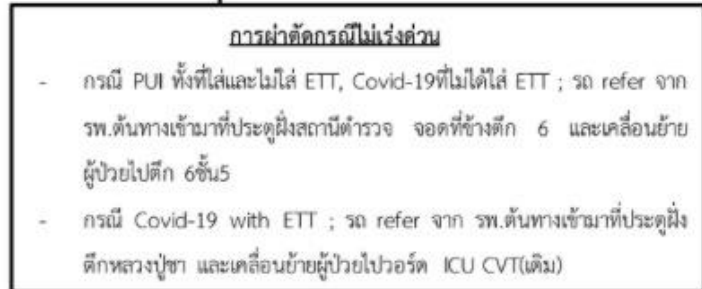 การผ่าตัดกรณีไม่เร่งด่วน
- กรณี PUI ทั้งที่ใส่และไม่ใส่ ETT, Covid-19ที่ไม่ได้ใส่ ETT ; รถ refer จาก
รพ.ต้นทางเข้ามาที่ประตูฝั่งสถานีตำรวจ จอดที่ข้างตึก 6 และเคลื่อนย้าย
ผู้ป่วยไปตึก 6ชั้น5
- กรณี Covid-19 with ETT ; รถ refer จาก รพ.ต้นทางเข้ามาที่ประตูฝั่ง
ตึกหลวงปู่ชา และเคลื่อนย้ายผู้ป่วยไปวอร์ด ICU CVT(เดิม)